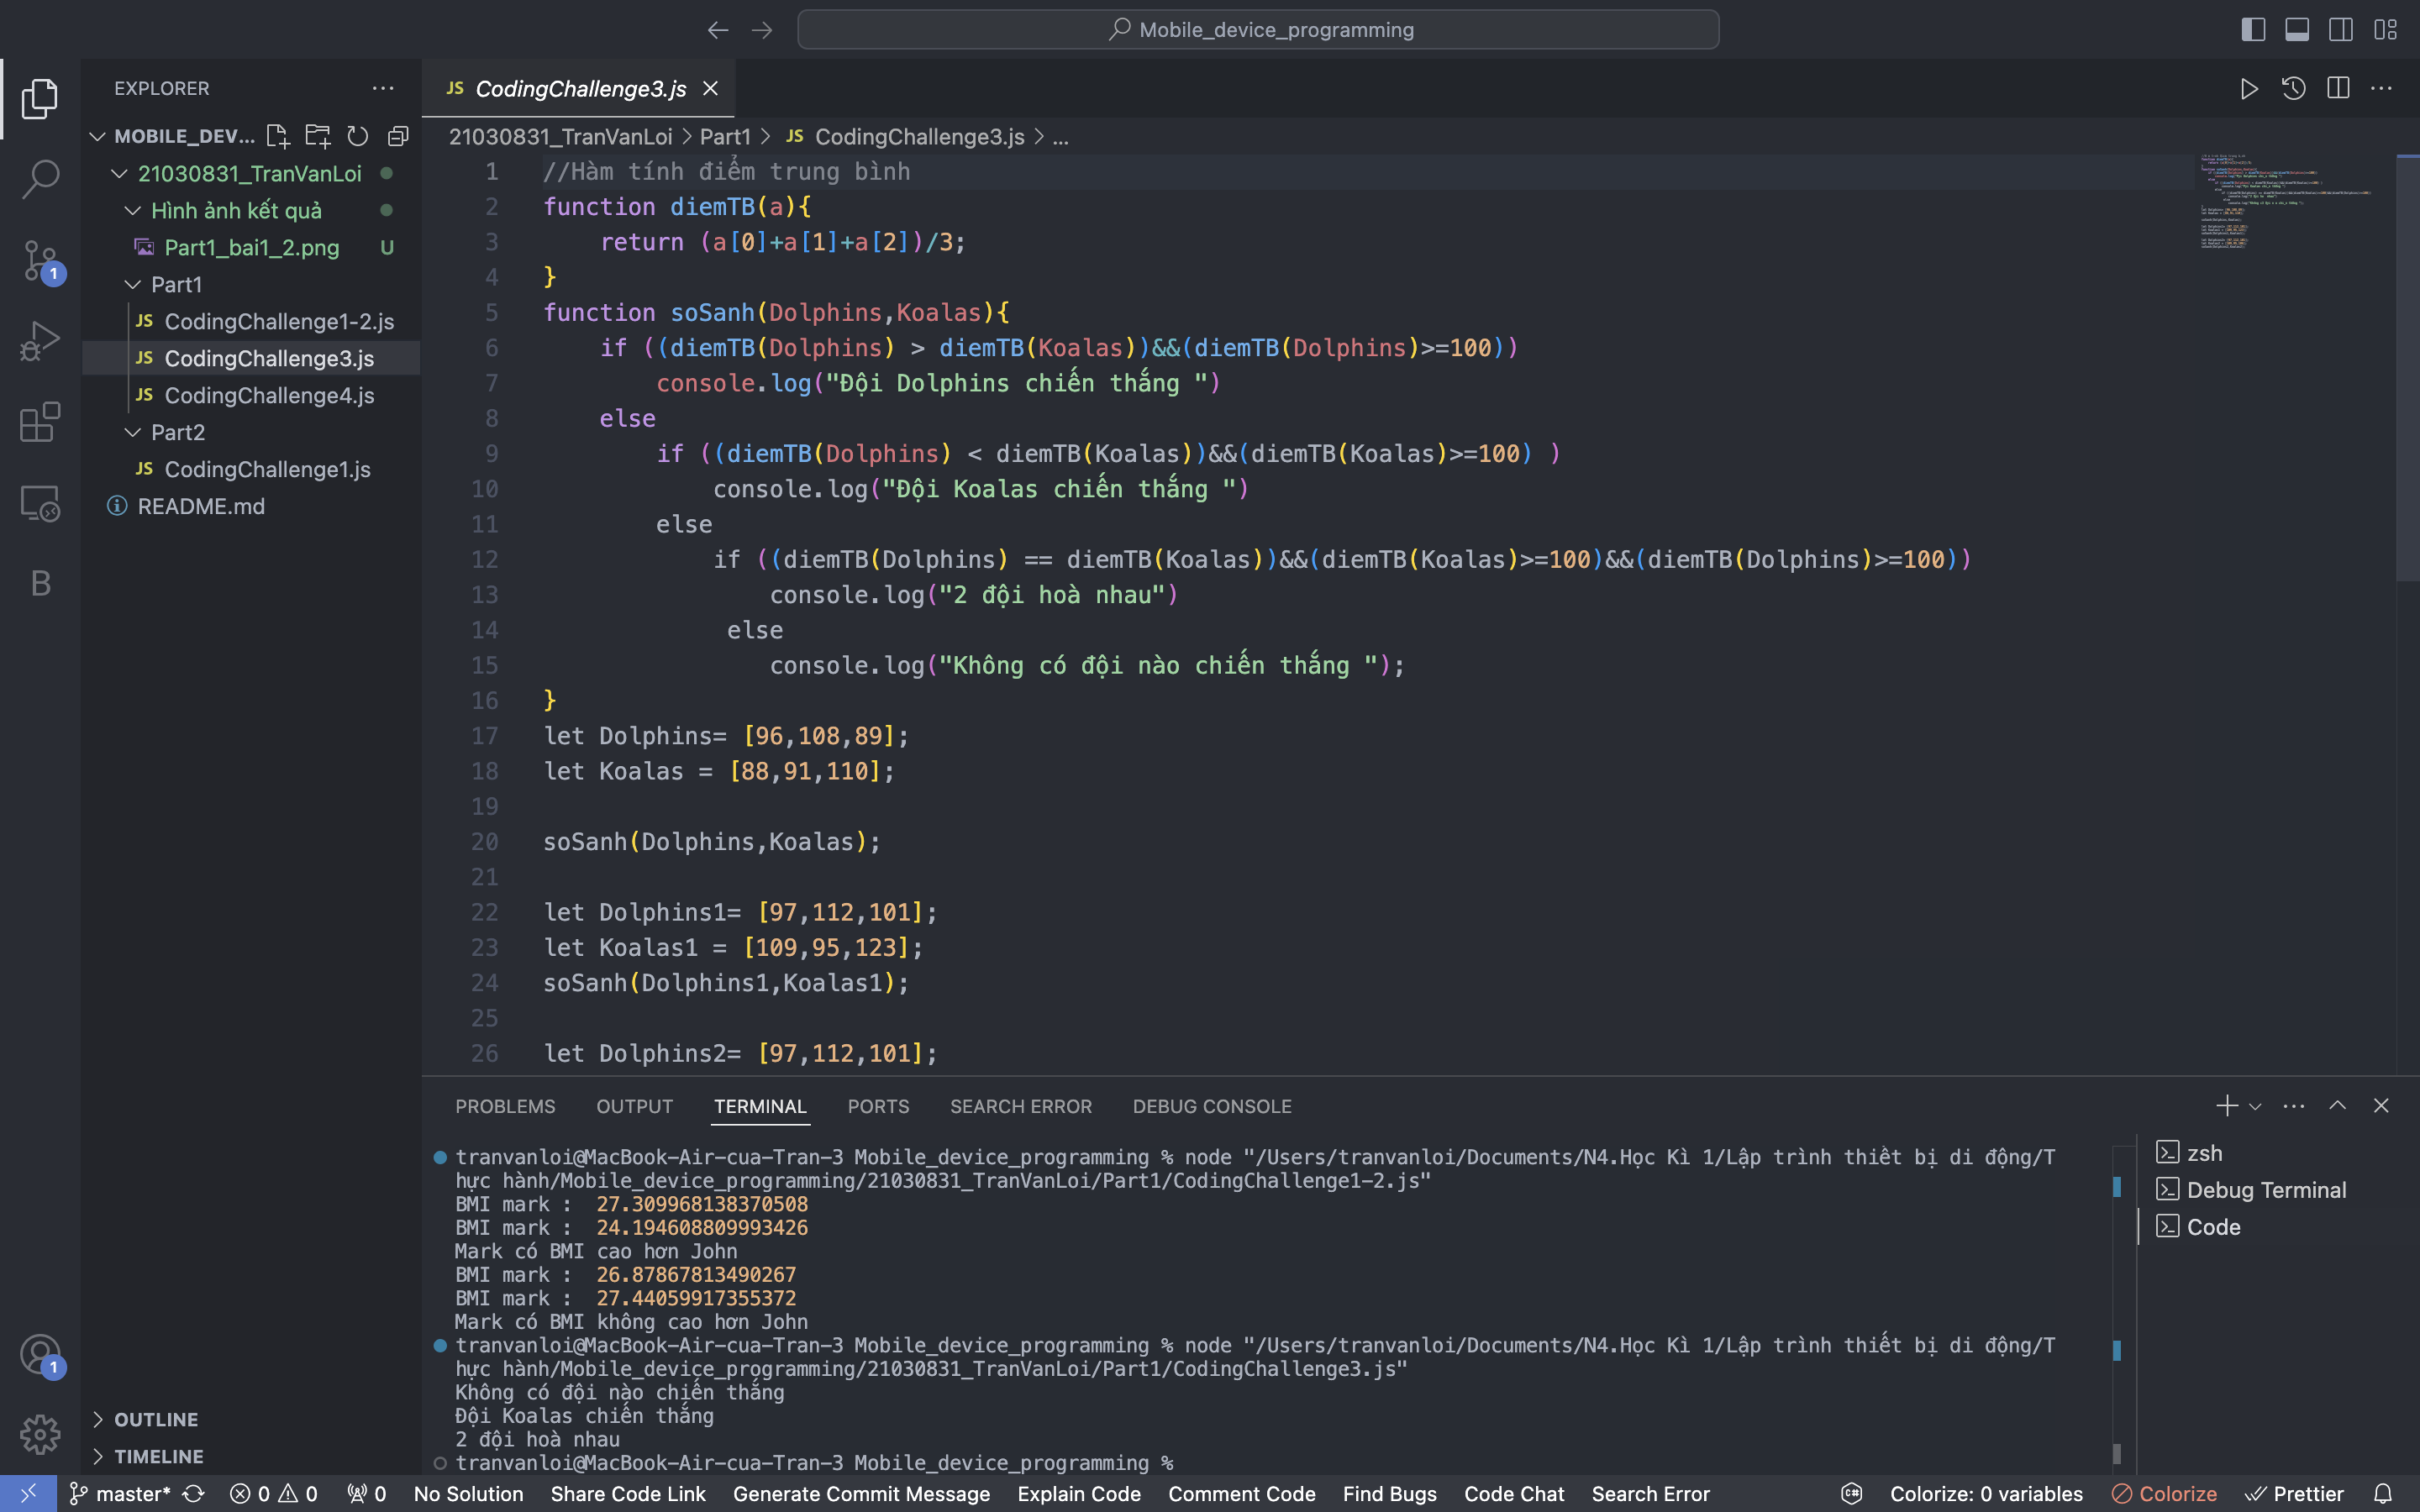 Mobile_device_programming
EXPLORER
MOBILE_DEV...
21030831_TranVanLoi
Hình ảnh kết quả
Part1_bai1_2.png U
Part1
JS CodingChallenge1-2.js
JS CodingChallenge3.js
JS CodingChallenge4.js
Part2
JS CodingChallenge1.js
README.md
OUTLINE
TIMELINE
1
1
B
JS CodingChallenge3.js
21030831_TranVanLoi > Part1 > JS CodingChallenge3.js > ...
1 //Hàm tính điểm trung bình
2 function diemTB(a){
3 return (a[0]+a[1]+a[2])/3;
4 }
5 function soSanh(Dolphins,Koalas){
6 if ((diemTB(Dolphins) > diemTB(Koalas))&&(diemTB(Dolphins)>=100))
7 console.log("Đội Dolphins chiến thắng ")
8 else
9 if ((diemTB(Dolphins) < diemTB(Koalas))&&(diemTB(Koalas)>=100) )
10 console.log("Đội Koalas chiến thắng ")
11 else
12 if ((diemTB(Dolphins) == diemTB(Koalas))&&(diemTB(Koalas)>=100)&&(diemTB(Dolphins)>=100))
13 console.log("2 đội hoà nhau")
14 else
15 console.log("Không có đội nào chiến thắng ");
16 }
17 let Dolphins= [96,108,89];
18 let Koalas = [88,91,110];
19
20 soSanh(Dolphins,Koalas);
21
22 let Dolphins1= [97,112,101];
23 let Koalas1 = [109,95,123];
24 soSanh(Dolphins1,Koalas1);
25
26 let Dolphins2= [97,112,101];
PROBLEMS OUTPUT TERMINAL PORTS SEARCH ERROR DEBUG CONSOLE
tranvanloi@MacBook-Air-cua-Tran-3 Mobile_device_programming % node "/Users/tranvanloi/Documents/N4.Học Kì 1/Lập trình thiết bị di động/T
hực hành/Mobile_device_programming/21030831_TranVanLoi/Part1/CodingChallenge1-2.js"
BMI mark :  27.309968138370508
BMI mark :  24.194608809993426
Mark có BMI cao hơn John
BMI mark :  26.87867813490267
BMI mark :  27.44059917355372
Mark có BMI không cao hơn John
tranvanloi@MacBook-Air-cua-Tran-3 Mobile_device_programming % node "/Users/tranvanloi/Documents/N4.Học Kì 1/Lập trình thiết bị di động/T
hực hành/Mobile_device_programming/21030831_TranVanLoi/Part1/CodingChallenge3.js"
Không có đội nào chiến thắng
Đội Koalas chiến thắng
2 đội hoà nhau
tranvanloi@MacBook-Air-cua-Tran-3 Mobile_device_programming %
zsh
Debug Terminal
Code
master* 0 0 0 No Solution Share Code Link Generate Commit Message Explain Code Comment Code Find Bugs Code Chat Search Error Colorize: 0 variables Colorize Prettier